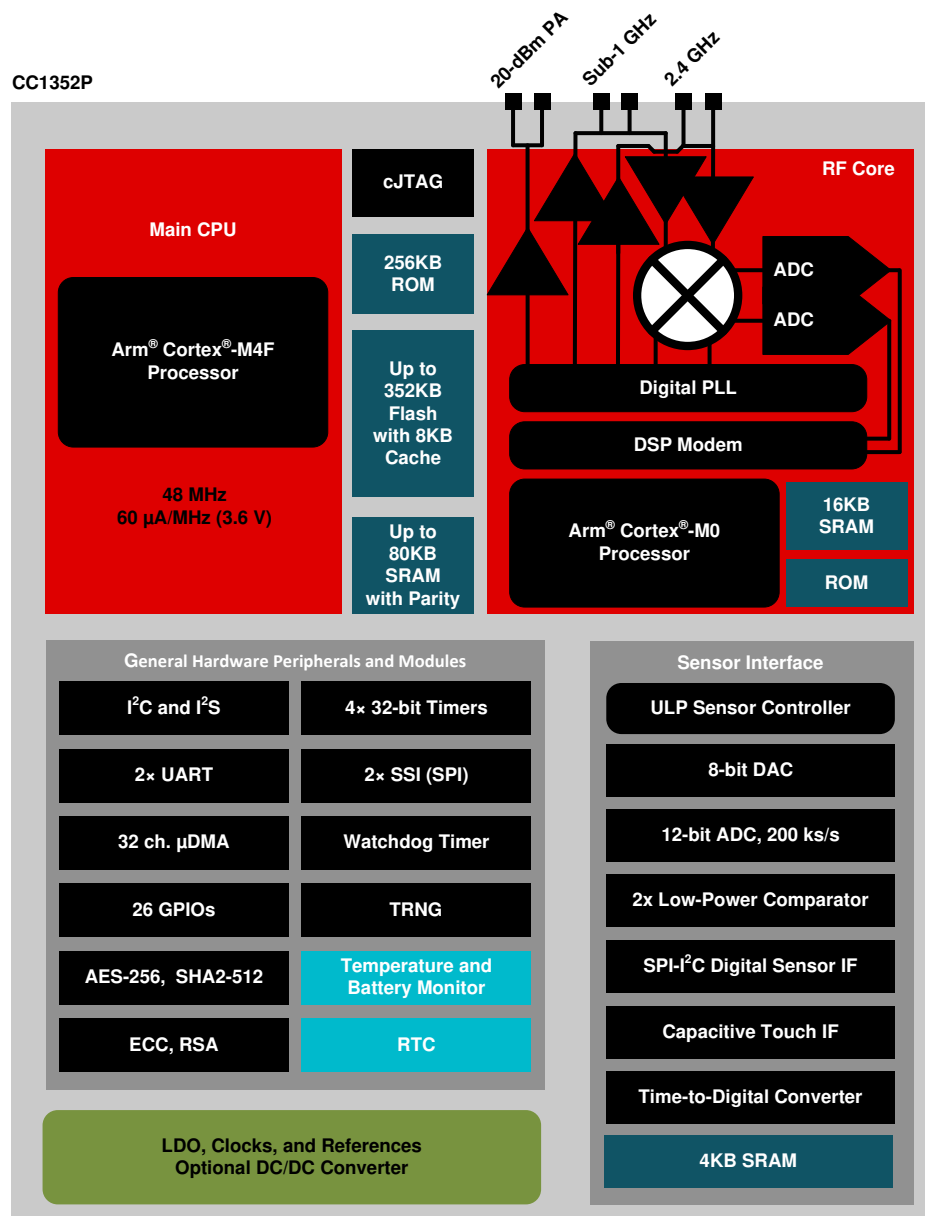 20-dBm PA
Sub-1 GHz
2.4 GHz
CC1352P
Main CPU
Arm® Cortex®-M4F
Processor
48 MHz
60 µA/MHz (3.6 V)
cJTAG
256KB
ROM
Up to
352KB
Flash
with 8KB
Cache
Up to
80KB
SRAM
with Parity
RF Core
ADC
ADC
Digital PLL
DSP Modem
Arm® Cortex®-M0
Processor
16KB
SRAM
ROM
General Hardware Peripherals and Modules
I²C and I²S
4× 32-bit Timers
2× UART
2× SSI (SPI)
32 ch. µDMA
Watchdog Timer
26 GPIOs
TRNG
AES-256, SHA2-512
Temperature and
Battery Monitor
ECC, RSA
RTC
LDO, Clocks, and References
Optional DC/DC Converter
Sensor Interface
ULP Sensor Controller
8-bit DAC
12-bit ADC, 200 ks/s
2x Low-Power Comparator
SPI-I²C Digital Sensor IF
Capacitive Touch IF
Time-to-Digital Converter
4KB SRAM